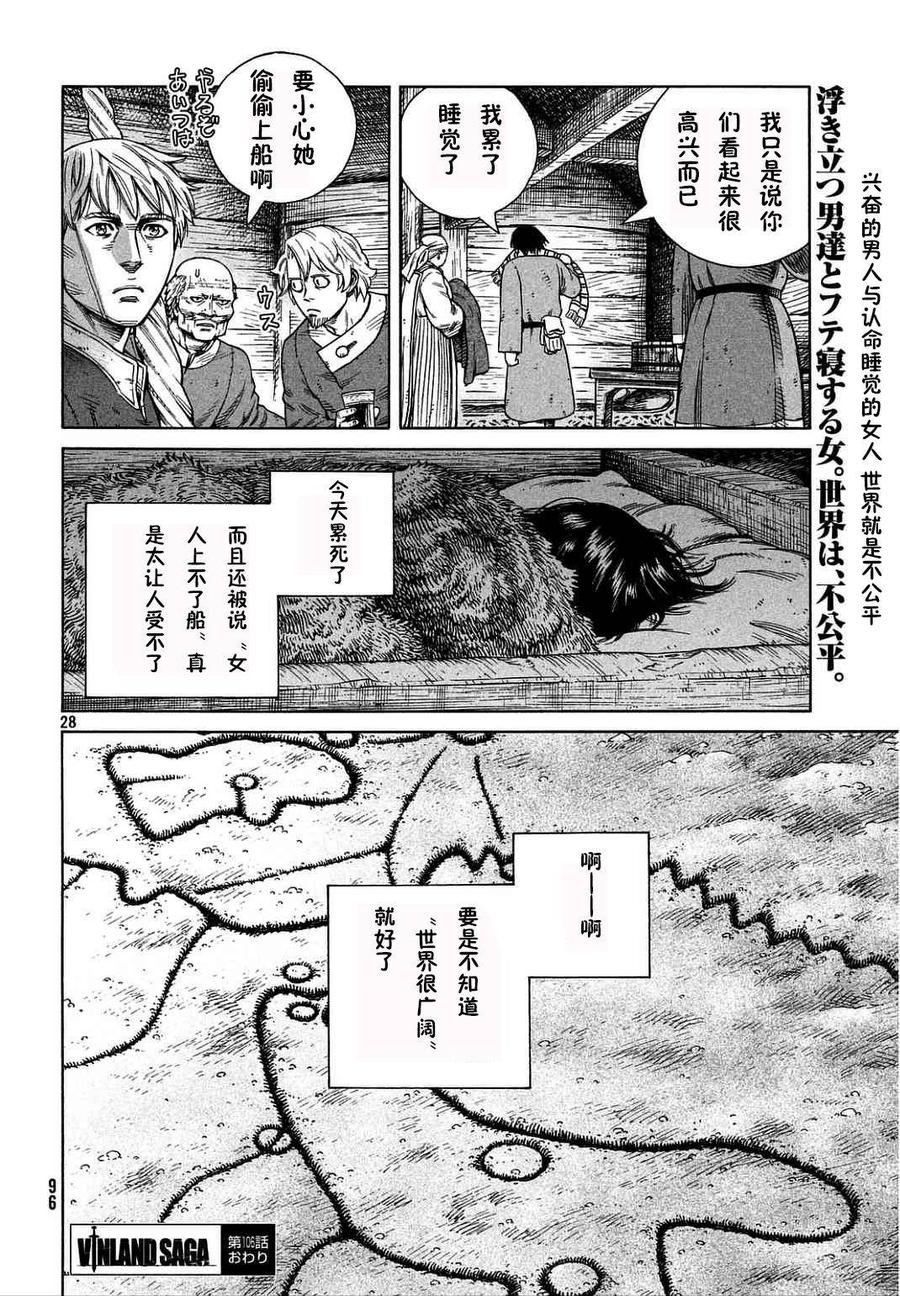 浮き立つ男達とフテ寝する女。世界は、不公平。
兴奋的男人与认命睡觉的女人 世界就是不公平
我只是说你
们看起来很
高兴而已
我累了
睡觉了
要小心她
偷偷上船啊
あいつは
やるぞ
ウス
今天累死了
而且还被说“女
人上不了船”真
是太让人受不了
28
啊——啊
要是不知道
“世界很广阔”
就好了
96
VINLAND SAGA
第106話
おわり